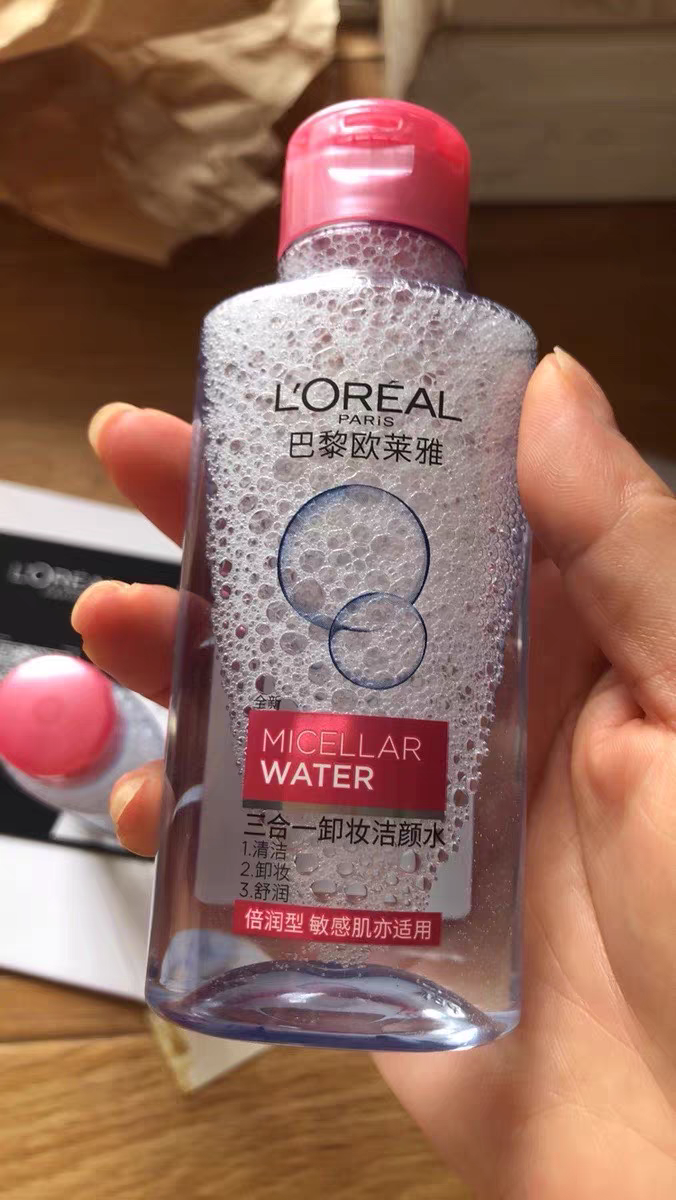 L'ORÉAL
PARIS
巴黎欧莱雅
全新
MICELLAR
WATER
三合一卸妆洁颜水
1.清洁
2.卸妆
3.舒润
倍润型 敏感肌亦适用
L'ORÉA